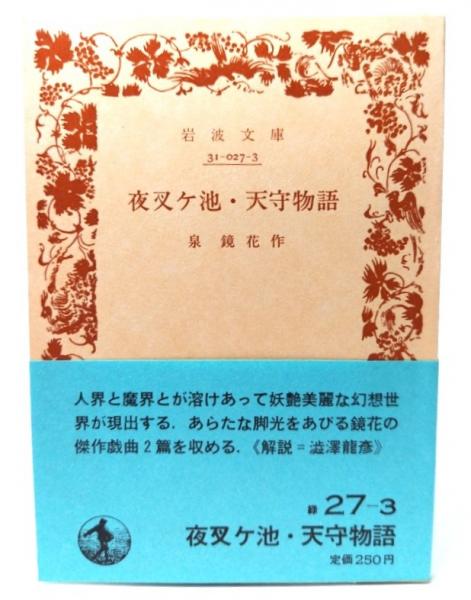 岩波文庫
31-027-3
夜叉ケ池・天守物語
泉鏡花作
人界と魔界とが溶けあって妖艶美麗な幻想世
界が現出する．あらたな脚光をあびる鏡花の
傑作戯曲2篇を収める．《解説＝澁澤龍彥》
緑 27-3
夜叉ケ池・天守物語
定価250円